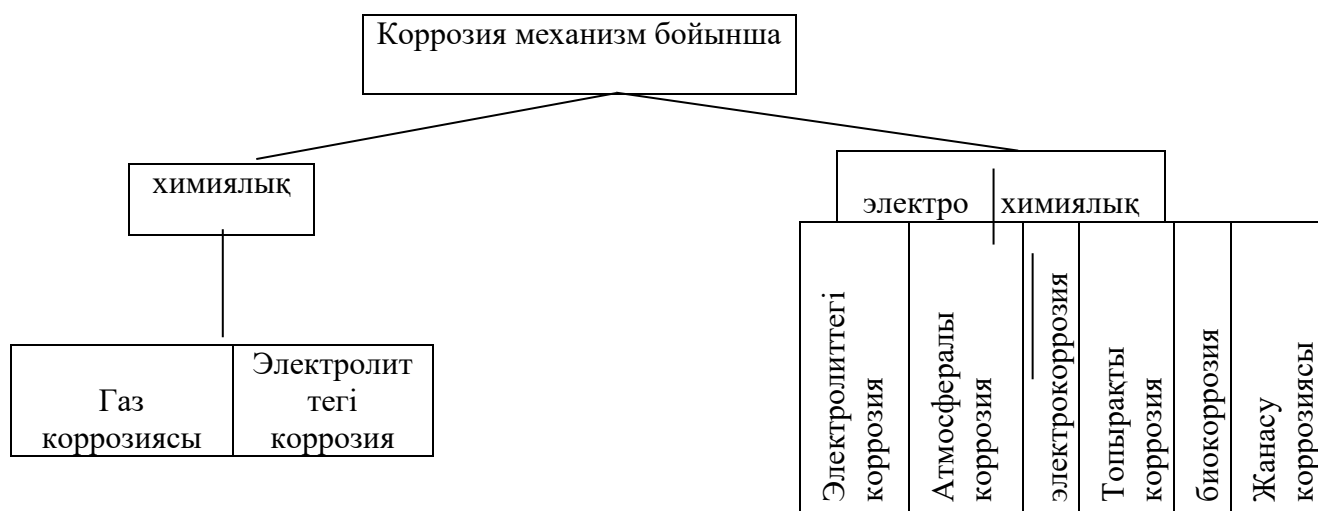 Коррозия механизм бойынша
химиялық
электро химиялық
Газ
коррозиясы
Электролит
тегі
коррозия
Электролиттегі
коррозия
Атмосфералы
коррозия
электрокоррозия
Топырақты
коррозия
биокоррозия
Жанасу
коррозиясы